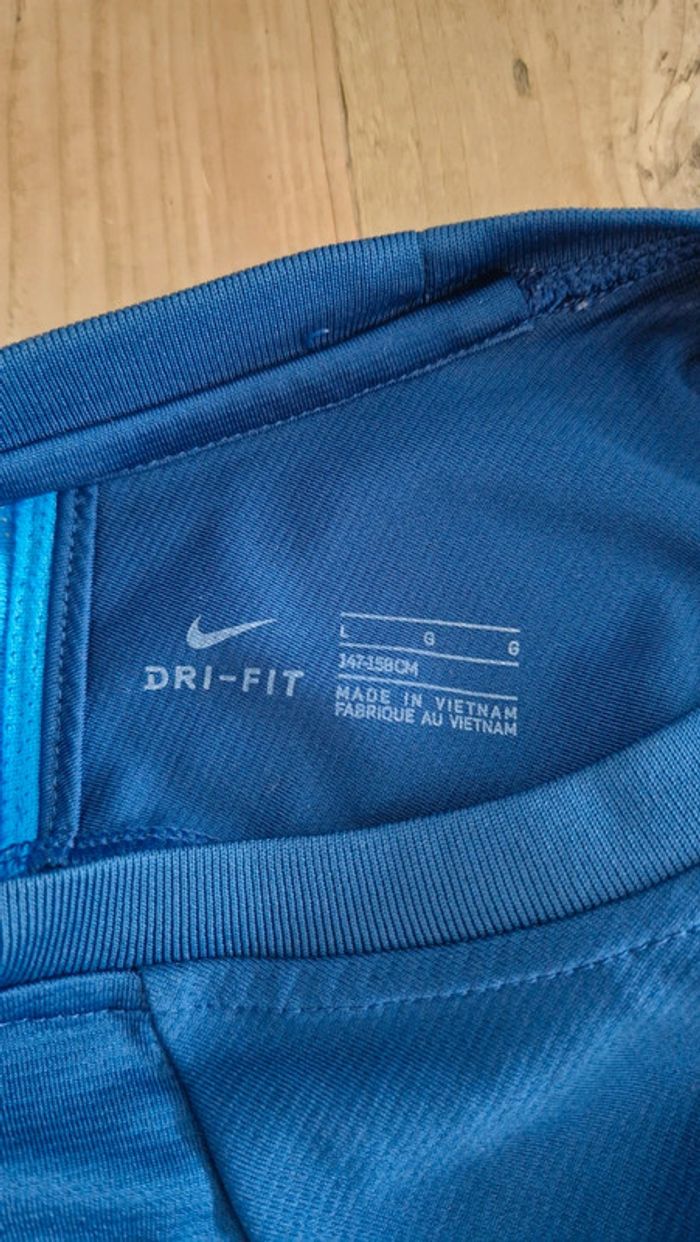 DRI-FIT
L G G
147-158CM
MADE IN VIETNAM
FABRIQUE AU VIETNAM